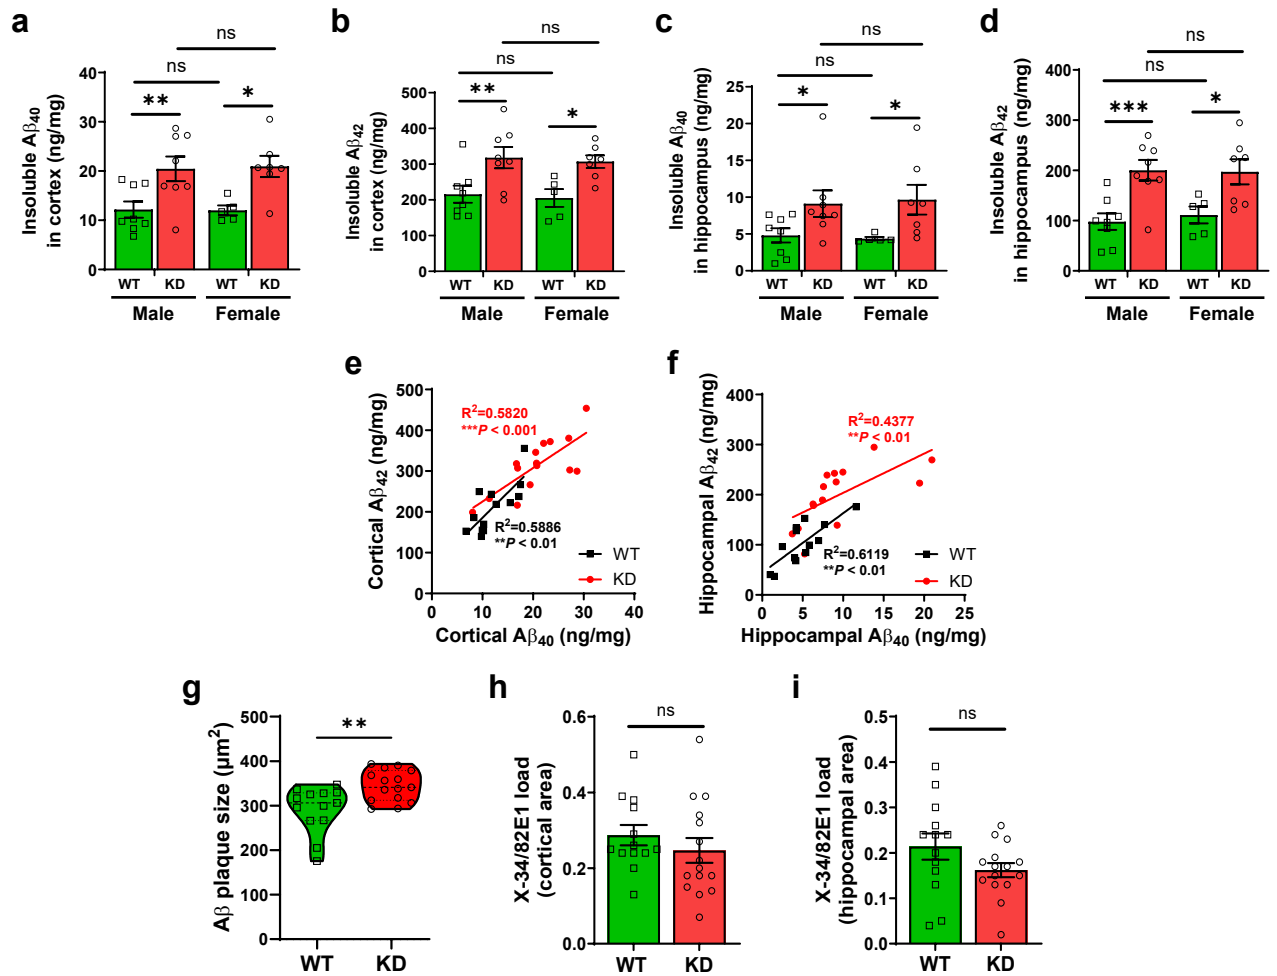 a
b
c
d
ns
ns
**
*
Insoluble Aβ40
in cortex (ng/mg)
40
30
20
10
0
WT KD WT KD
Male Female
ns
ns
**
*
Insoluble Aβ42
in cortex (ng/mg)
500
400
300
200
100
0
WT KD WT KD
Male Female
ns
ns
*
*
Insoluble Aβ40
in hippocampus (ng/mg)
25
20
15
10
5
0
WT KD WT KD
Male Female
ns
ns
***
*
Insoluble Aβ42
in hippocampus (ng/mg)
400
300
200
100
0
WT KD WT KD
Male Female
e
Cortical Aβ42 (ng/mg)
500
400
300
200
100
0
R²=0.5820
***P < 0.001
R²=0.5886
**P < 0.01
WT
KD
0 10 20 30 40
Cortical Aβ40 (ng/mg)
f
Hippocampal Aβ42 (ng/mg)
400
300
200
100
0
R²=0.4377
**P < 0.01
R²=0.6119
**P < 0.01
WT
KD
0 5 10 15 20 25
Hippocampal Aβ40 (ng/mg)
g
Aβ plaque size (µm²)
500
400
300
200
100
0
**
WT KD
h
X-34/82E1 load
(cortical area)
0.6
0.4
0.2
0.0
ns
WT KD
i
X-34/82E1 load
(hippocampal area)
0.5
0.4
0.3
0.2
0.1
0.0
ns
WT KD